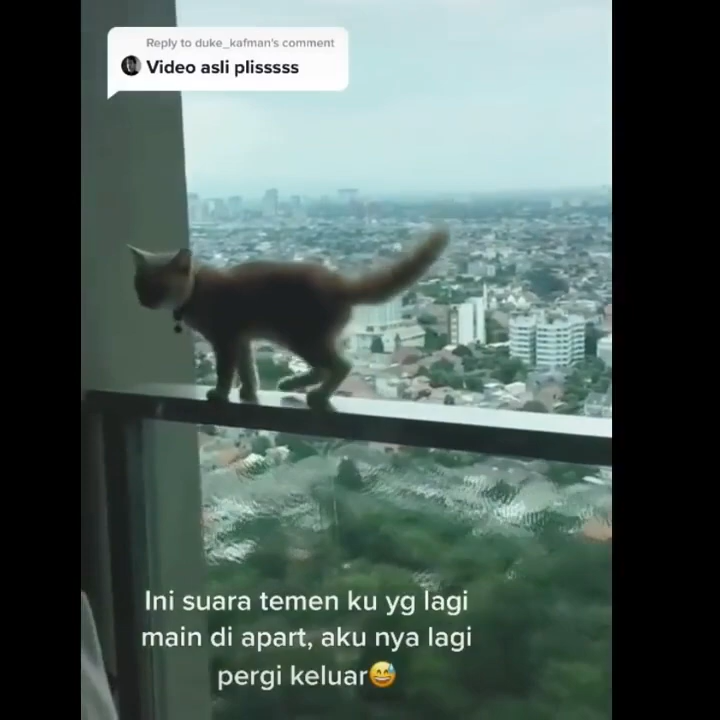 Reply to duke_kafman's comment
Video asli plisssss
Ini suara temen ku yg lagi
main di apart, aku nya lagi
pergi keluar😅